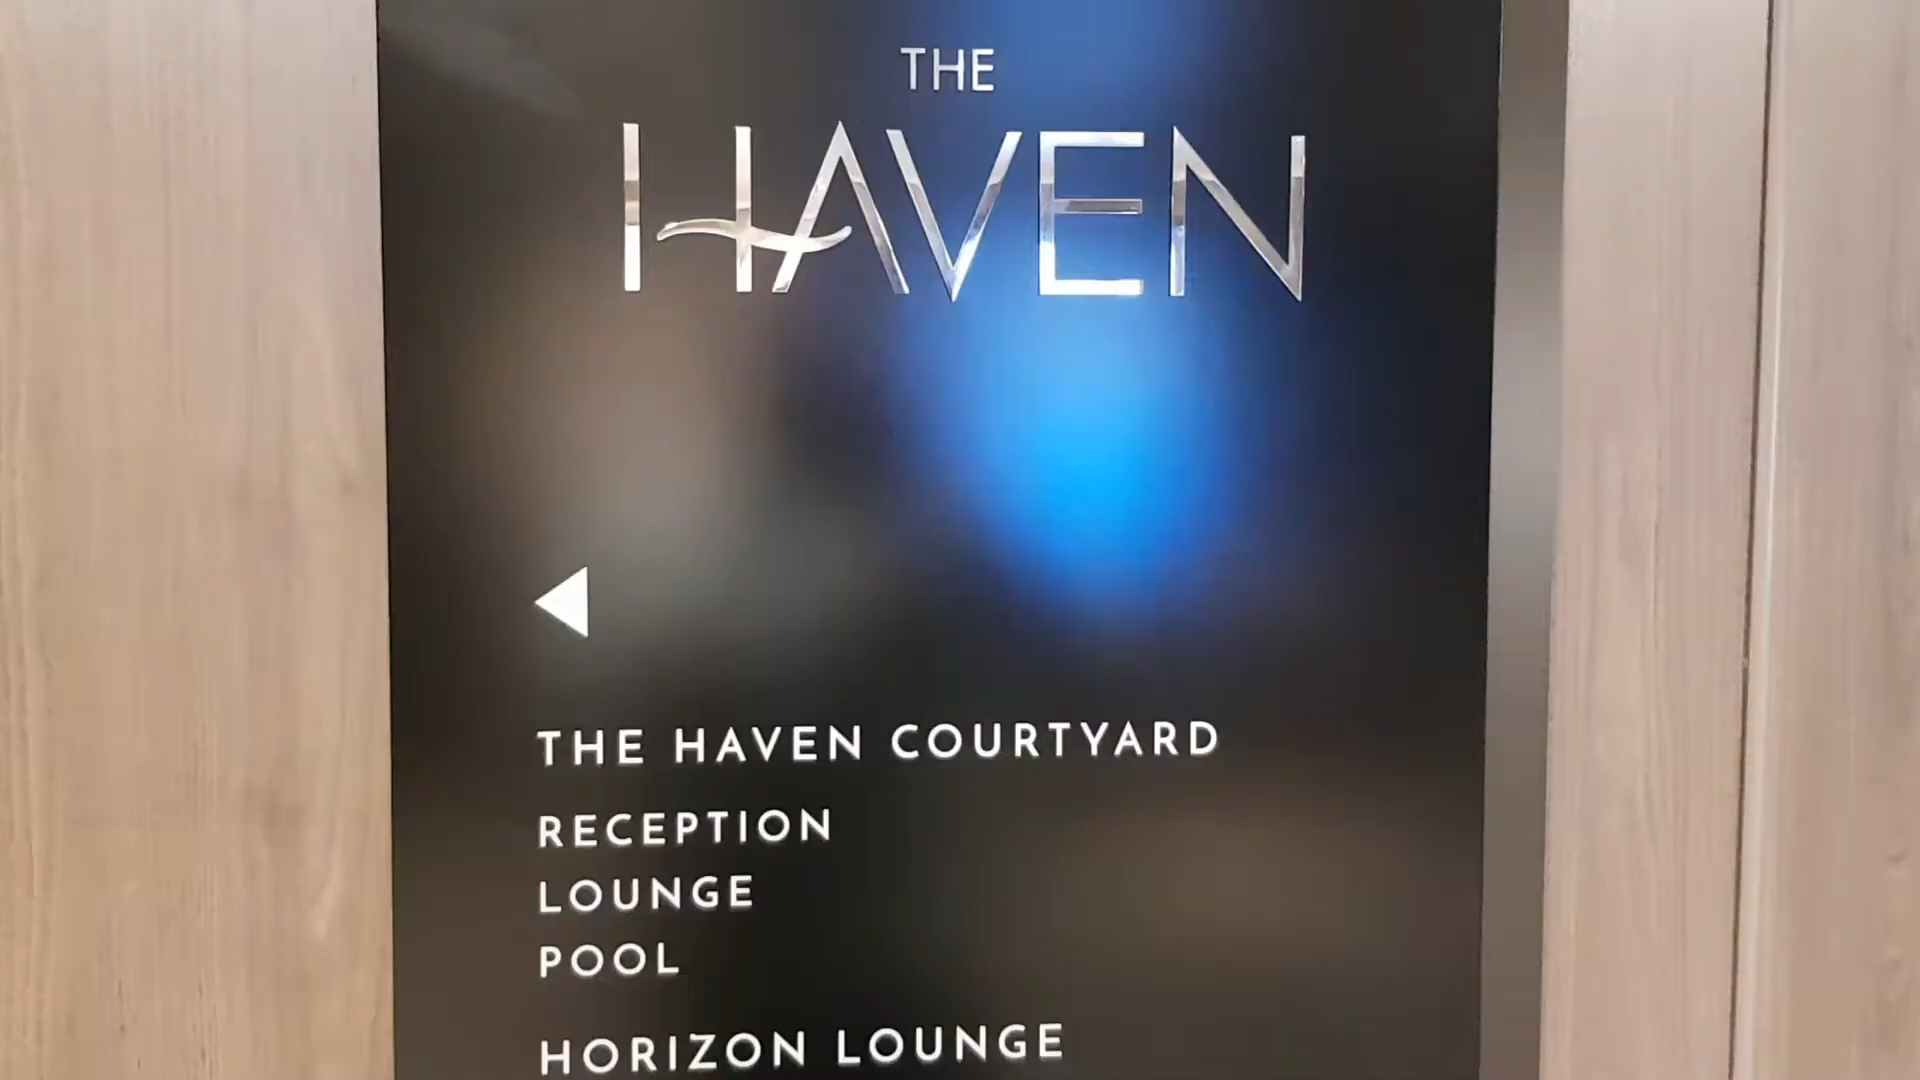 THE
HAVEN
THE HAVEN COURTYARD
RECEPTION
LOUNGE
POOL
HORIZON LOUNGE